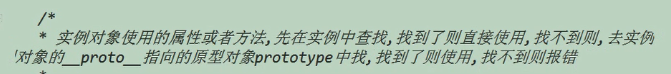 /*
* 实例对象使用的属性或者方法,先在实例中查找,找到了则直接使用,找不到则,去实例
对象的__proto__指向的原型对象prototype中找,找到了则使用,找不到则报错
*